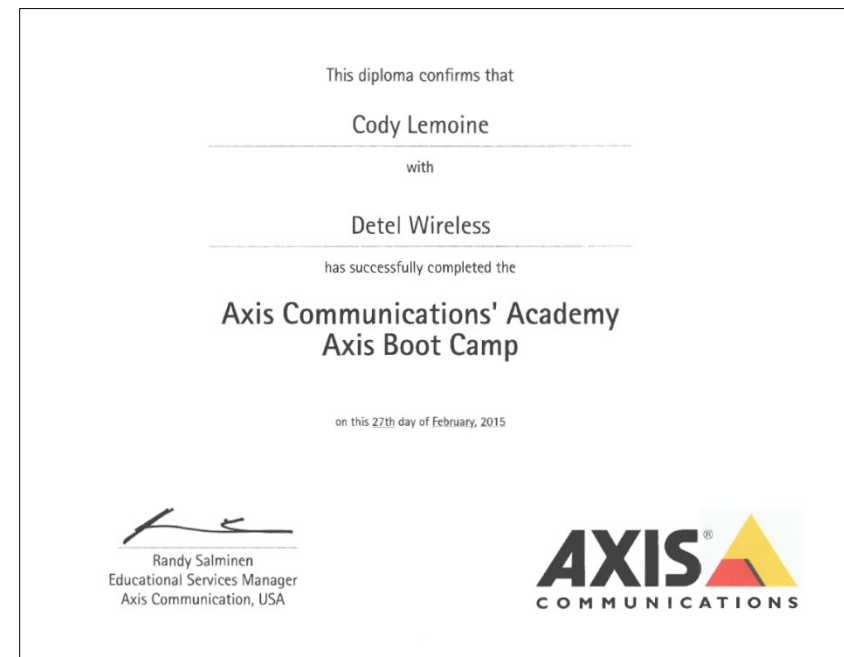 This diploma confirms that
Cody Lemoine
with
Detel Wireless
has successfully completed the
Axis Communications' Academy
Axis Boot Camp
on this 27th day of February, 2015
Randy Salminen
Educational Services Manager
Axis Communication, USA
AXIS®
COMMUNICATIONS